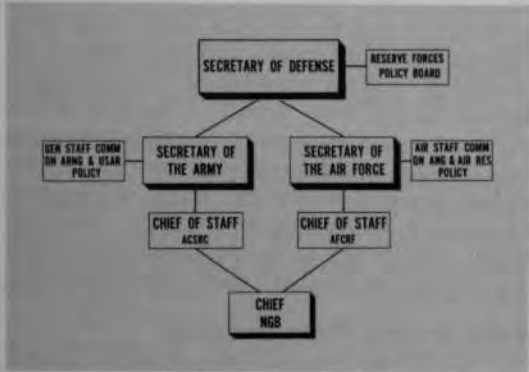 SECRETARY OF DEFENSE
RESERVE FORCES
POLICY BOARD
GEN STAFF COMM
ON ARNG & USAR
POLICY
SECRETARY OF
THE ARMY
SECRETARY OF
THE AIR FORCE
AIR STAFF COMM
ON ANG & AIR RES
POLICY
CHIEF OF STAFF
ACSRC
CHIEF OF STAFF
AFCRF
CHIEF
NGB